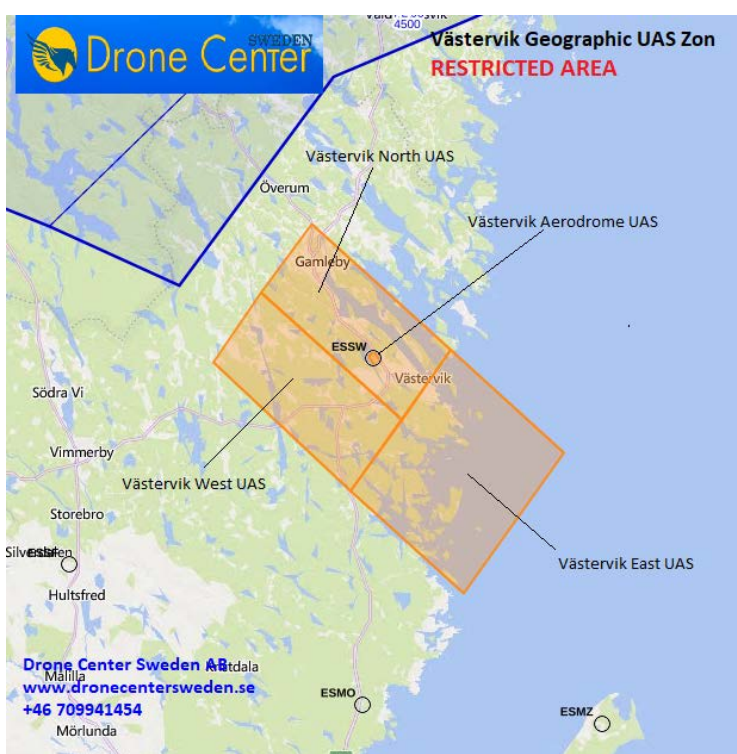 4500
SWEDEN
Drone Center
Västervik Geographic UAS Zon
RESTRICTED AREA
Västervik North UAS
Överum
Västervik Aerodrome UAS
Gamleby
ESSW
Västervik
Södra Vi
Vimmerby
Västervik West UAS
Storebro
Västervik East UAS
Hultsfred
Drone Center Sweden AB
Målilla
www.dronecentersweden.se
+46 709941454
ESMO
ESMZ
Mörlunda